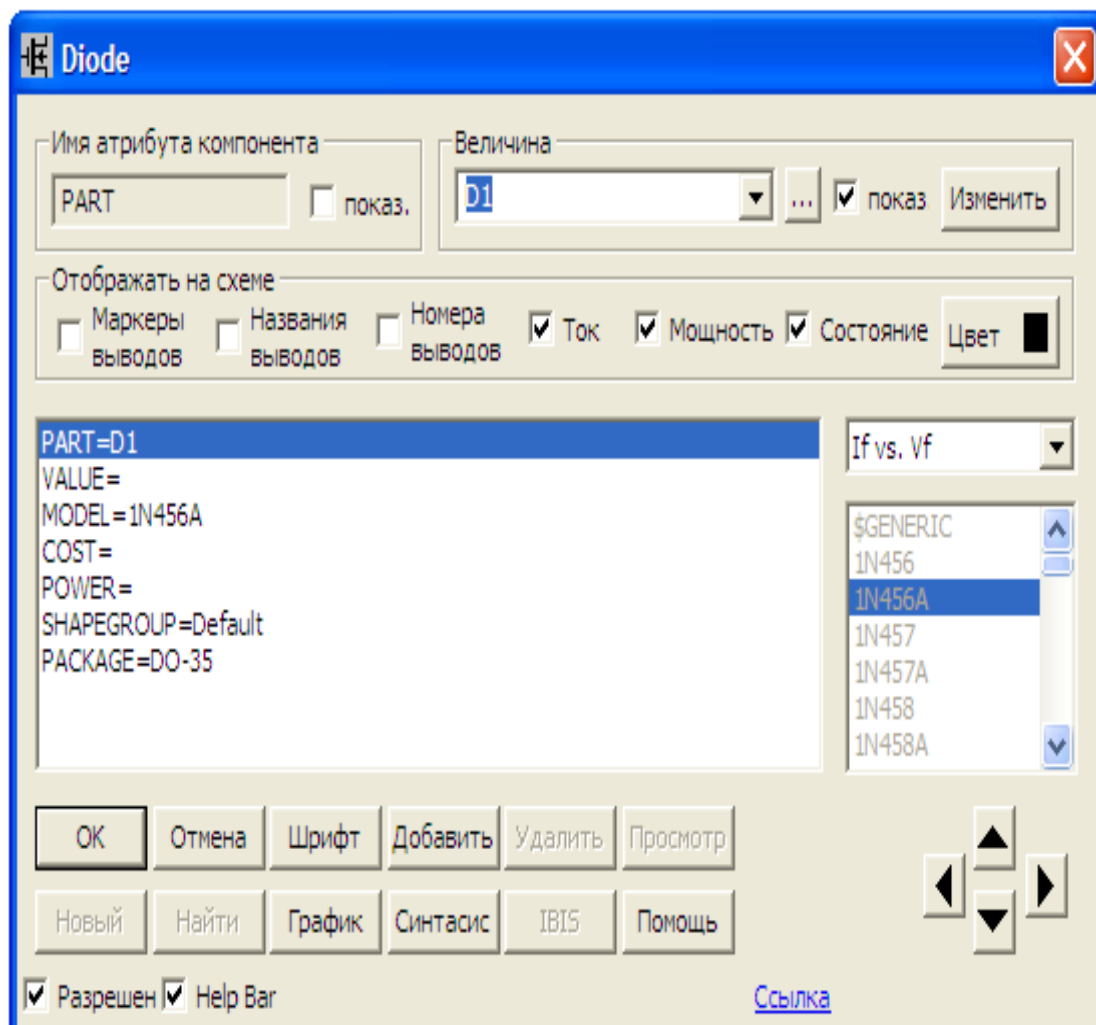 Diode
Имя атрибута компонента
Величина
PART
показ.
D1
...
показ
Изменить
Отображать на схеме
Маркеры
выводов
Названия
выводов
Номера
выводов
Ток
Мощность
Состояние
Цвет
PART=D1
VALUE=
MODEL=1N456A
COST=
POWER=
SHAPEGROUP=Default
PACKAGE=DO-35
If vs. Vf
$GENERIC
1N456
1N456A
1N457
1N457A
1N458
1N458A
OK
Отмена
Шрифт
Добавить
Удалить
Просмотр
Новый
Найти
График
Синтасис
IBIS
Помощь
Разрешен
Help Bar
Ссылка